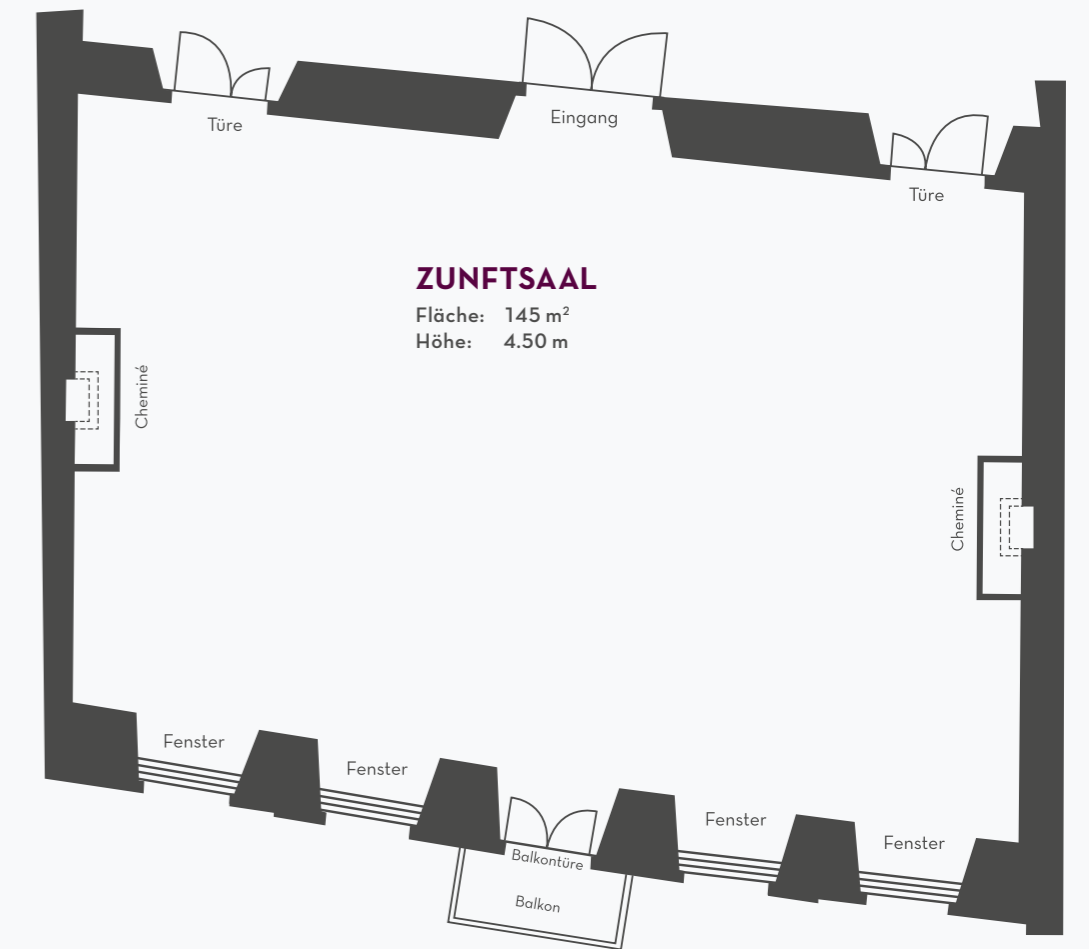 Türe
Eingang
Türe
ZUNFTSAAL
Fläche: 145 m²
Höhe: 4.50 m
Cheminé
Cheminé
Fenster
Fenster
Fenster
Fenster
Balkontüre
Balkon